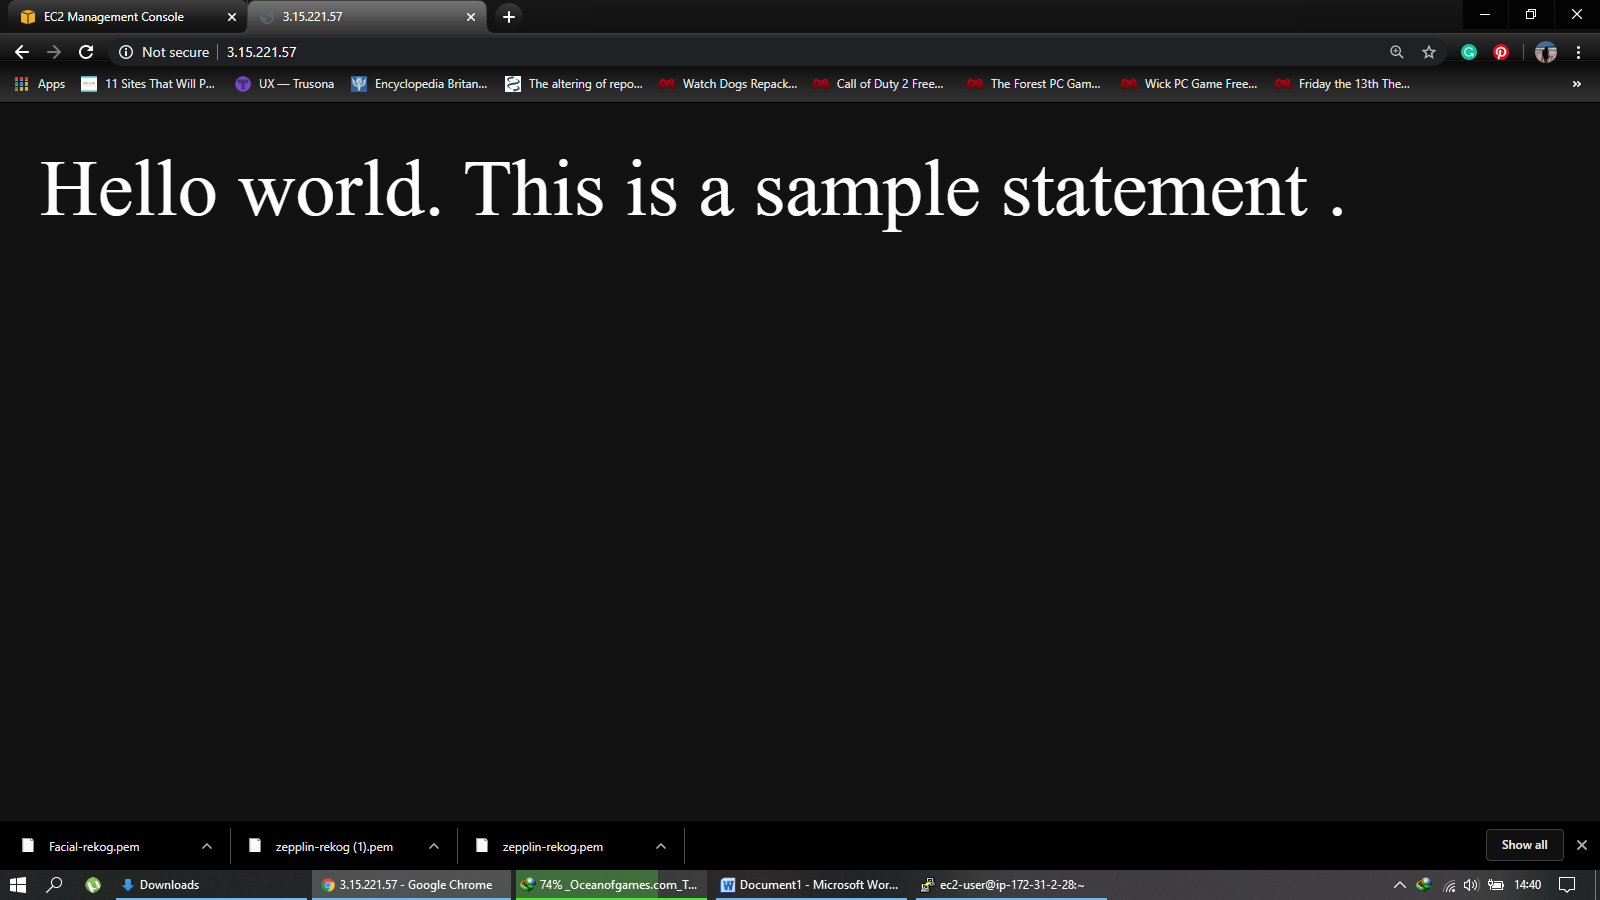 EC2 Management Console
3.15.221.57
Not secure 3.15.221.57
Apps 11 Sites That Will P... UX — Trusona Encyclopedia Britan... The altering of repo... Watch Dogs Repack... Call of Duty 2 Free... The Forest PC Gam... Wick PC Game Free... Friday the 13th The... »
Hello world. This is a sample statement .
Facial-rekog.pem zepplin-rekog (1).pem zepplin-rekog.pem Show all
Downloads 3.15.221.57 - Google Chrome 74% _Oceanofgames.com_T... Document1 - Microsoft Wor... ec2-user@ip-172-31-2-28:~ 14:40